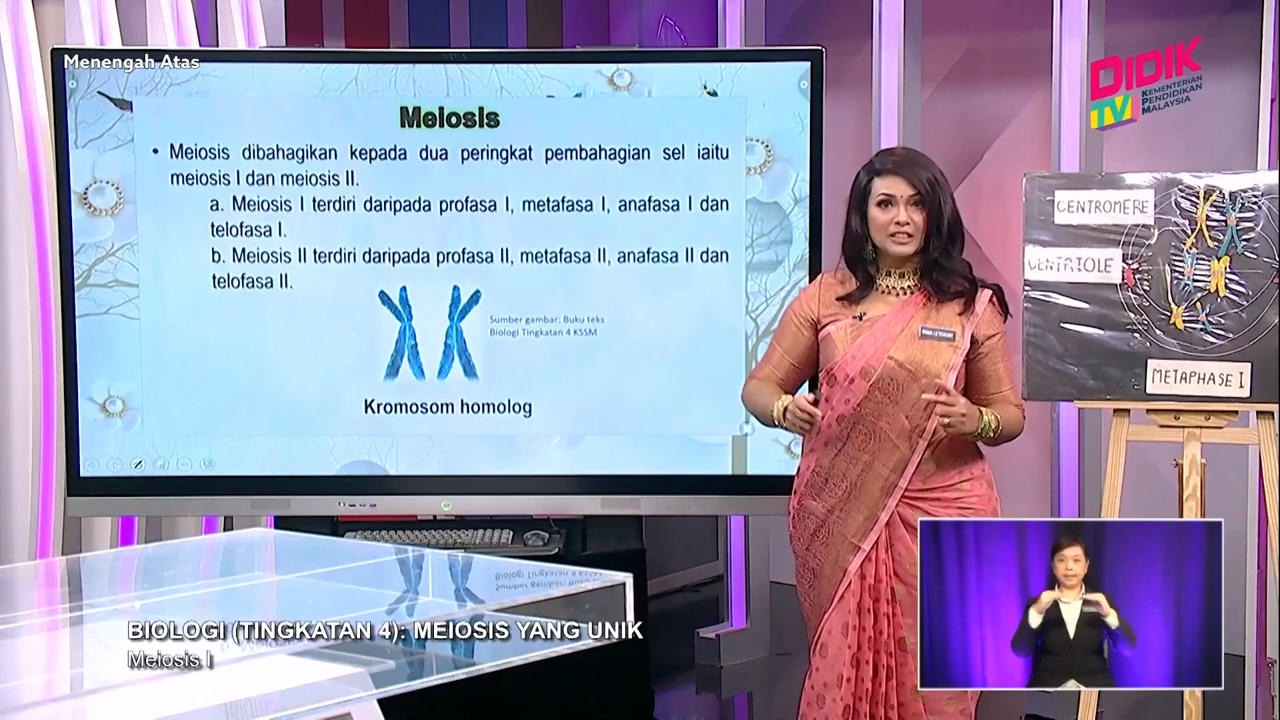 Menengah Atas
DIDIK
TV
KEMENTERIAN
PENDIDIKAN
MALAYSIA
Meiosis
• Meiosis dibahagikan kepada dua peringkat pembahagian sel iaitu
meiosis I dan meiosis II.
a. Meiosis I terdiri daripada profasa I, metafasa I, anafasa I dan
telofasa I.
b. Meiosis II terdiri daripada profasa II, metafasa II, anafasa II dan
telofasa II.
Sumber gambar: Buku teks
Biologi Tingkatan 4 KSSM
Kromosom homolog
CENTROMERE
CENTRIOLE
METAPHASE I
BIOLOGI (TINGKATAN 4): MEIOSIS YANG UNIK
Meiosis I